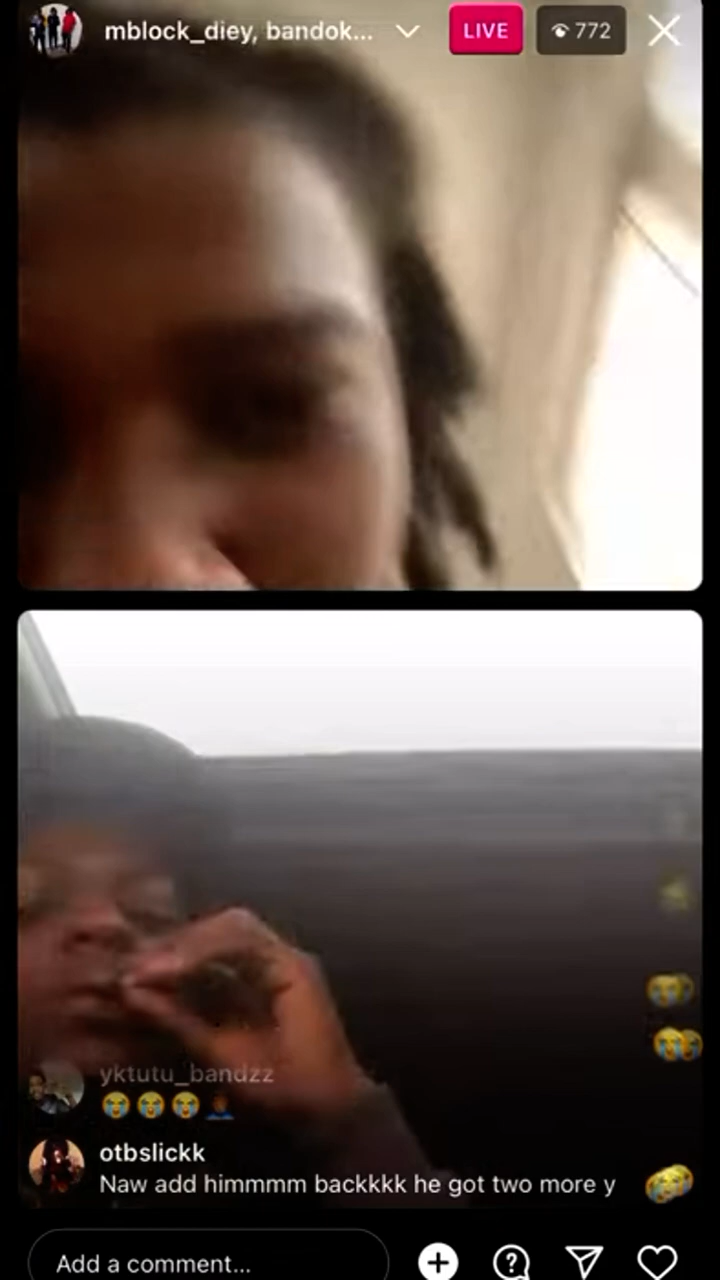 mblock_diey, bandok...
LIVE
772
yktutu_bandzz
otbslickk
Naw add himmmm backkkk he got two more y
Add a comment...